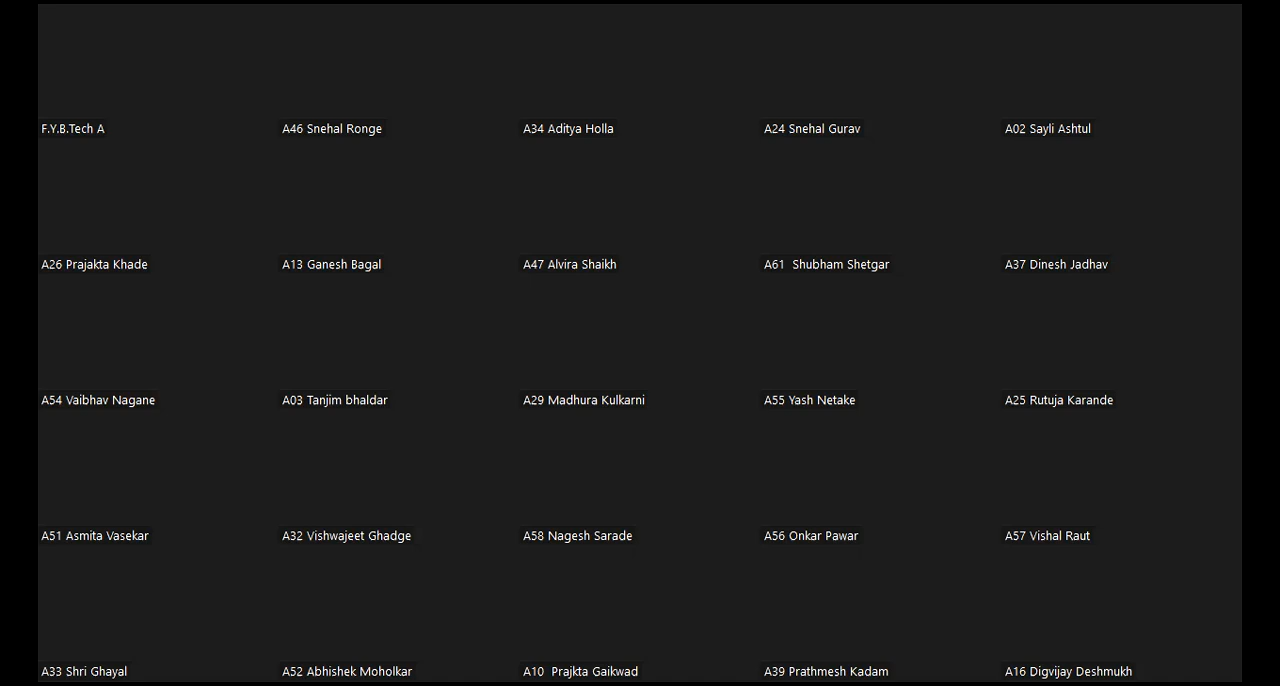 F.Y.B.Tech A
A46 Snehal Ronge
A34 Aditya Holla
A24 Snehal Gurav
A02 Sayli Ashtul
A26 Prajakta Khade
A13 Ganesh Bagal
A47 Alvira Shaikh
A61  Shubham Shetgar
A37 Dinesh Jadhav
A54 Vaibhav Nagane
A03 Tanjim bhaldar
A29 Madhura Kulkarni
A55 Yash Netake
A25 Rutuja Karande
A51 Asmita Vasekar
A32 Vishwajeet Ghadge
A58 Nagesh Sarade
A56 Onkar Pawar
A57 Vishal Raut
A33 Shri Ghayal
A52 Abhishek Moholkar
A10  Prajkta Gaikwad
A39 Prathmesh Kadam
A16 Digvijay Deshmukh